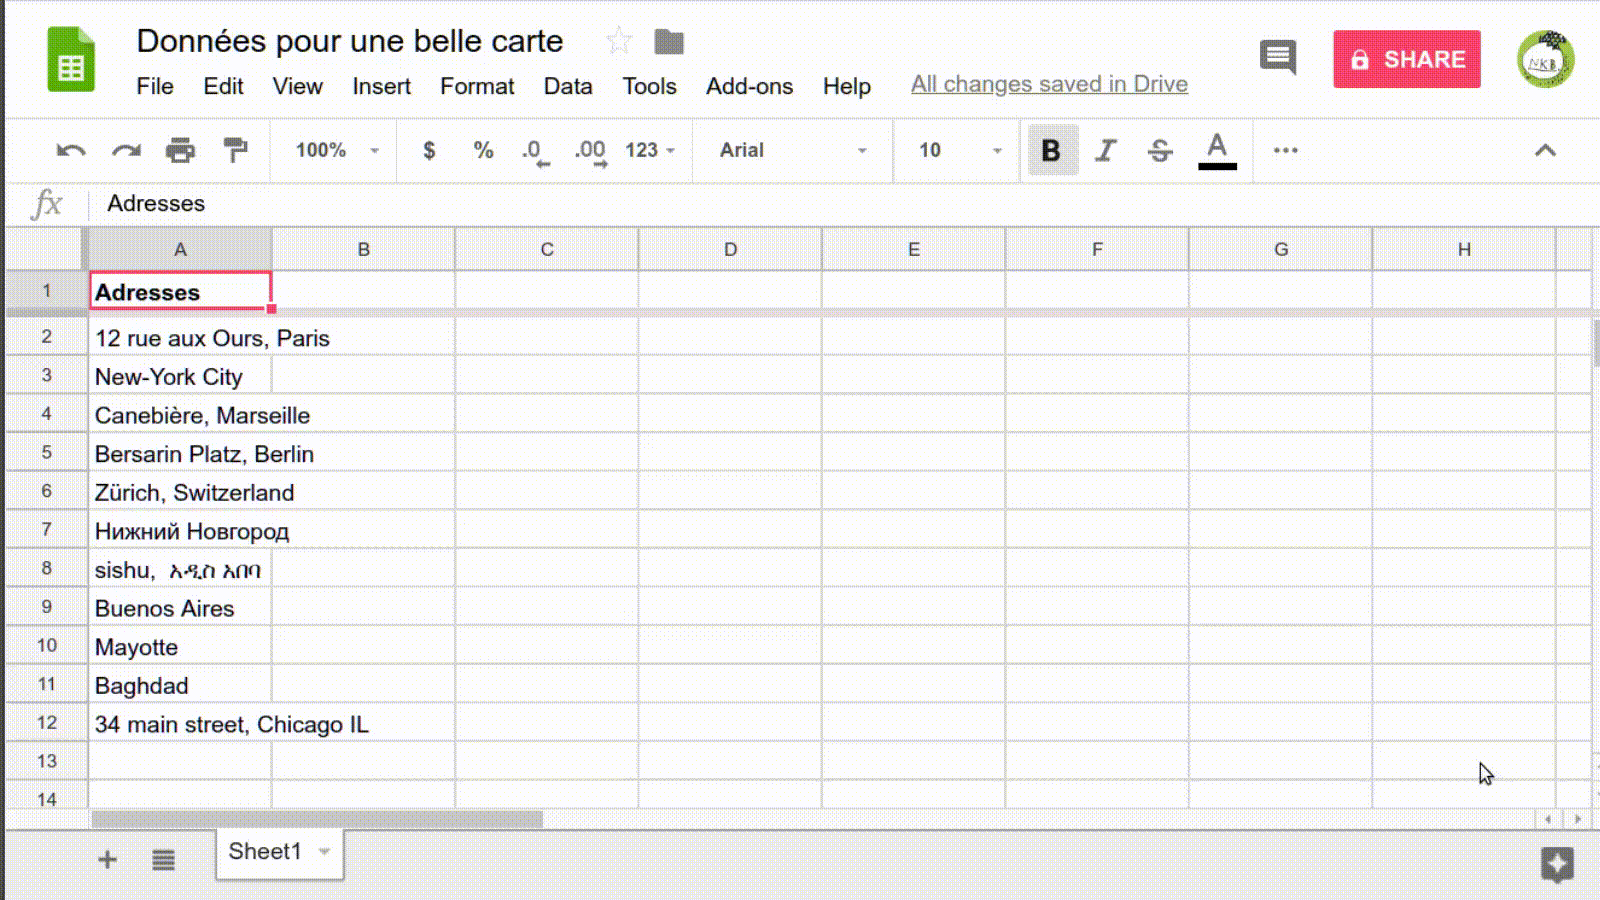 Données pour une belle carte
File Edit View Insert Format Data Tools Add-ons Help All changes saved in Drive
SHARE
NKB
100% $ % .0 .00 123 Arial 10 B I S A
fx Adresses
A B C D E F G H
1 Adresses
2 12 rue aux Ours, Paris
3 New-York City
4 Canebière, Marseille
5 Bersarin Platz, Berlin
6 Zürich, Switzerland
7 Нижний Новгород
8 sishu, አዲስ አበባ
9 Buenos Aires
10 Mayotte
11 Baghdad
12 34 main street, Chicago IL
13
14
Sheet1